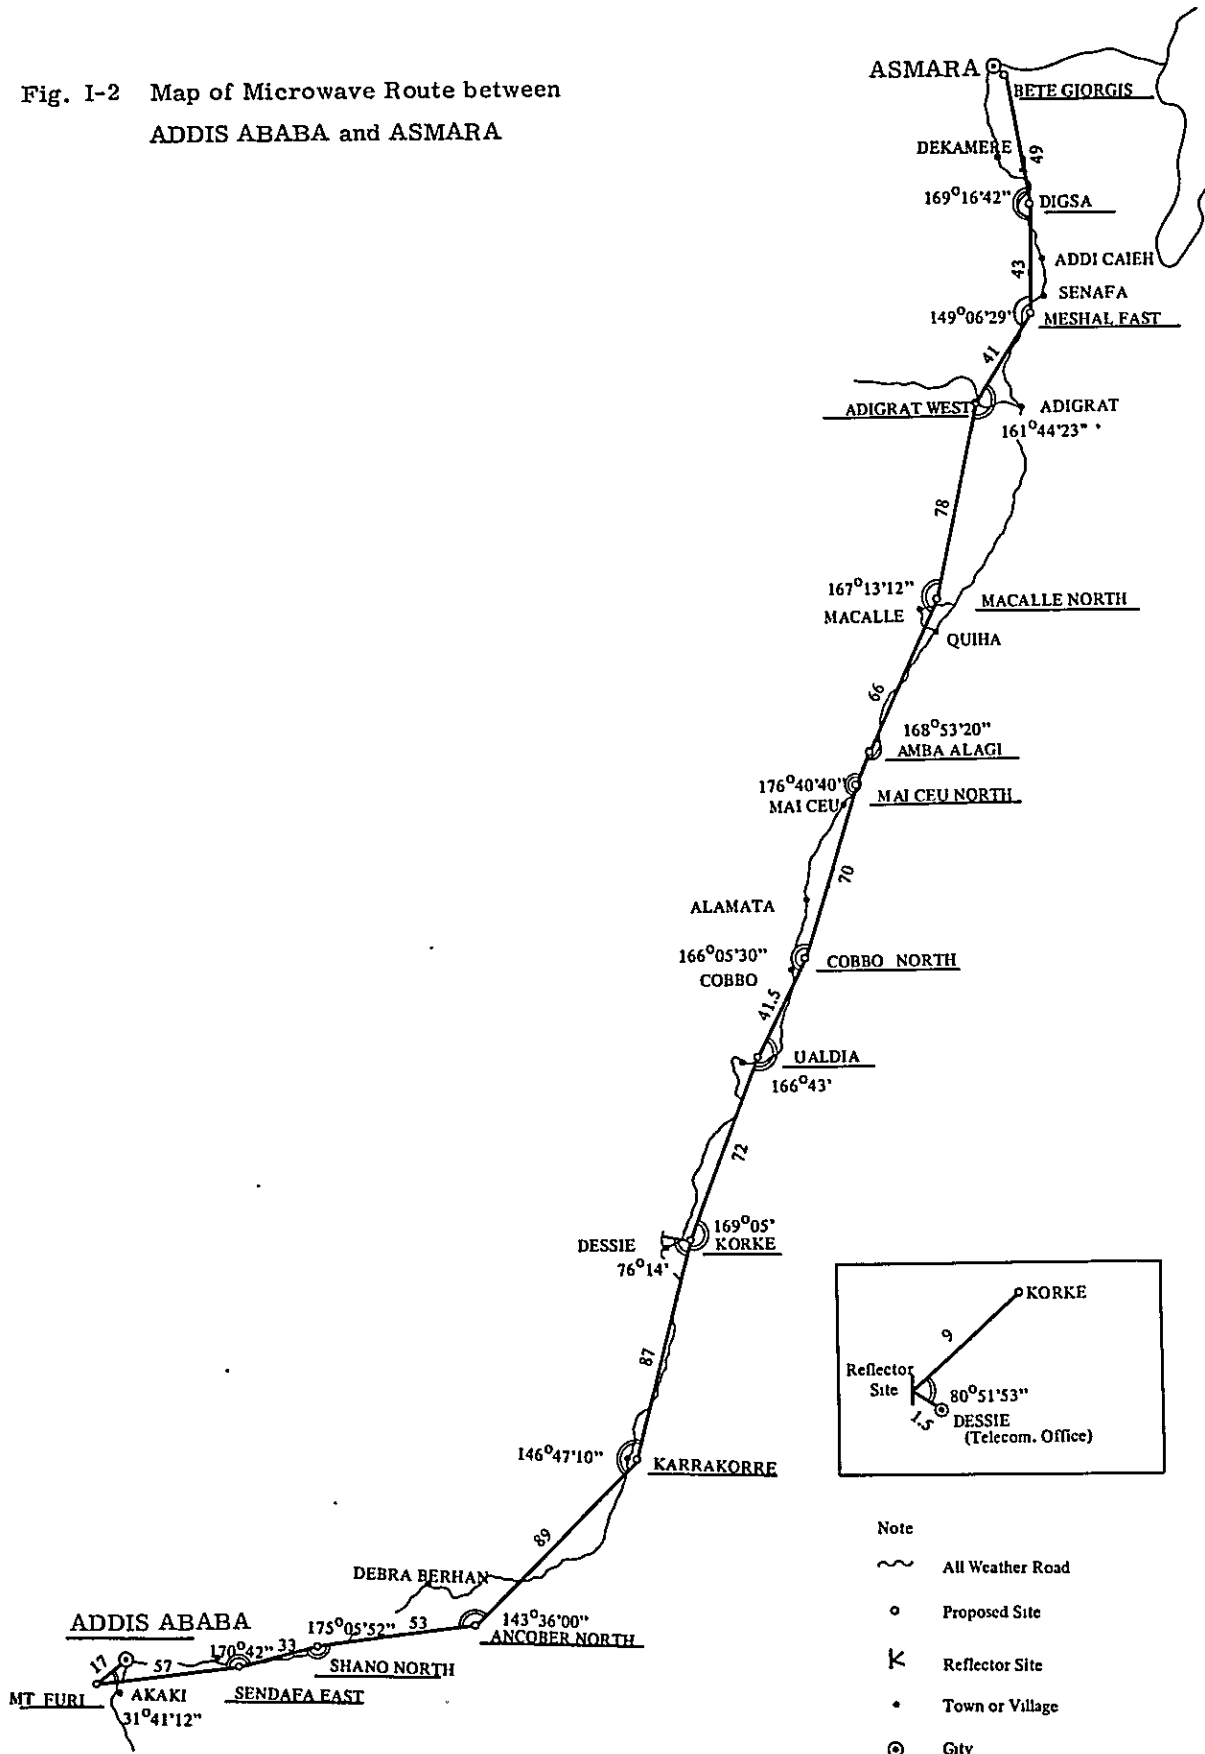 Fig. I-2 Map of Microwave Route between
ADDIS ABABA and ASMARA
ASMARA
BETE GIORGIS
DEKAMERE
49
169°16'42"
DIGSA
43
ADDI CAIEH
SENAFA
149°06'29'
MESHAL FAST
41
ADIGRAT WEST
ADIGRAT
161°44'23"
78
167°13'12"
MACALLE
MACALLE NORTH
QUIHA
66
168°53'20"
AMBA ALAGI
176°40'40"
MAI CEU
MAI CEU NORTH
70
ALAMATA
166°05'30"
COBBO
COBBO NORTH
41.5
UALDIA
166°43'
72
169°05'
DESSIE
KORKE
76°14'
87
146°47'10"
KARRAKORRE
89
DEBRA BERHAN
143°36'00"
ANCOBER NORTH
53
175°05'52"
SHANO NORTH
33
170°42"
SENDAFA EAST
57
ADDIS ABABA
17
MT FURI
AKAKI
31°41'12"
KORKE
9
Reflector
Site
80°51'53"
1.5
DESSIE
(Telecom. Office)
Note
All Weather Road
Proposed Site
Reflector Site
Town or Village
City